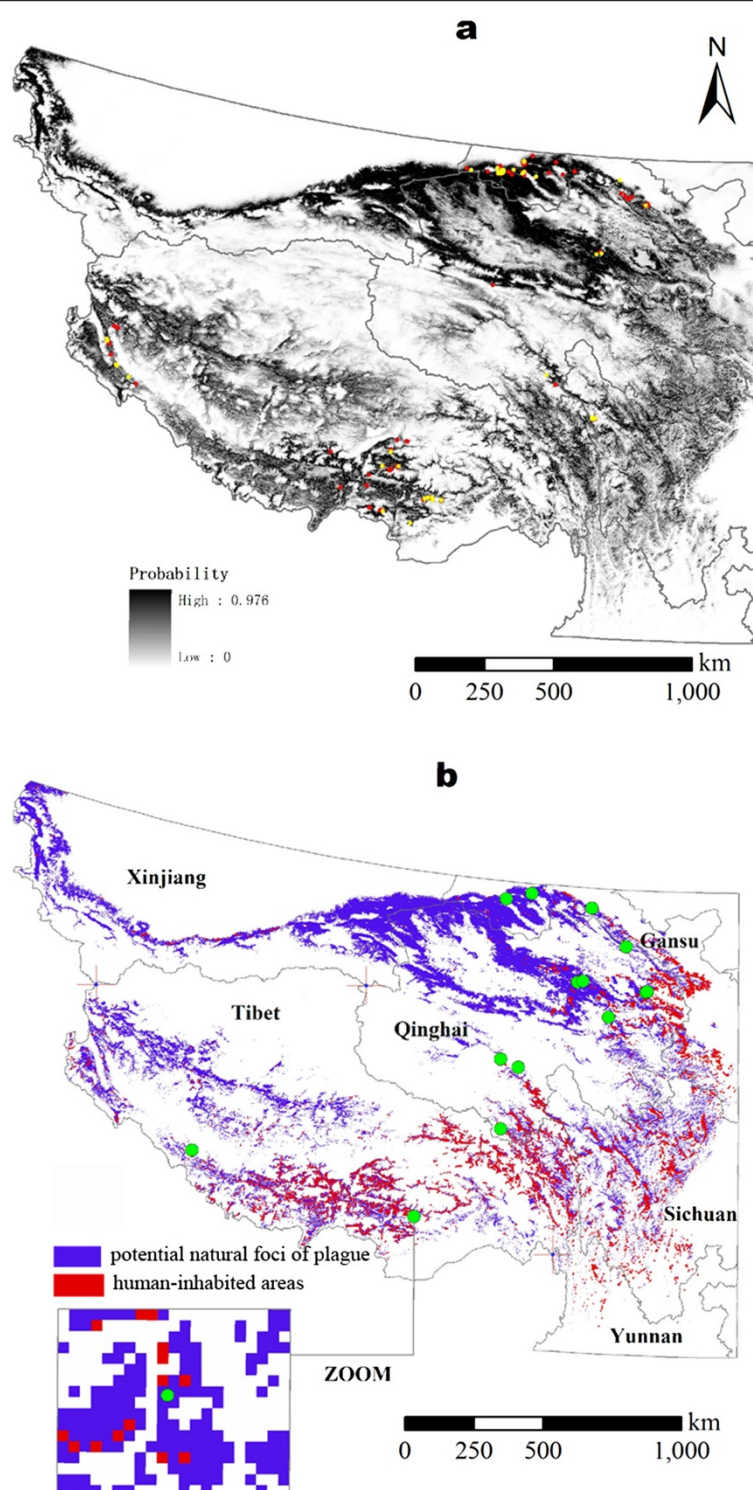 a
N
Probability
High : 0.976
Low : 0
km
0 250 500 1,000
b
Xinjiang
Gansu
Tibet
Qinghai
Sichuan
potential natural foci of plague
human-inhabited areas
Yunnan
ZOOM
km
0 250 500 1,000